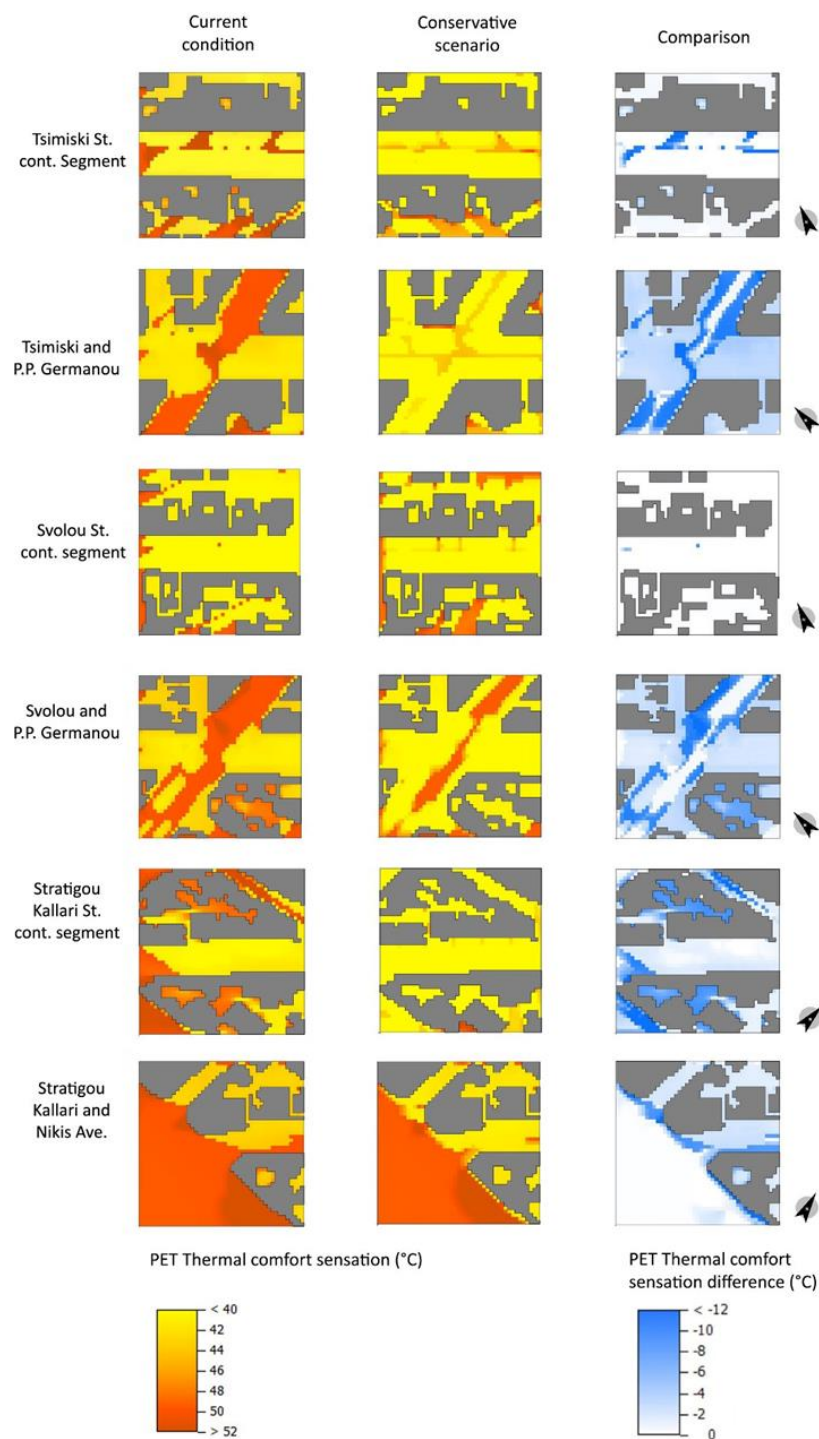 Current
condition
Conservative
scenario
Comparison
Tsimiski St.
cont. Segment
Tsimiski and
P.P. Germanou
Svolou St.
cont. segment
Svolou and
P.P. Germanou
Stratigou
Kallari St.
cont. segment
Stratigou
Kallari and
Nikis Ave.
PET Thermal comfort sensation (°C)
< 40
42
44
46
48
50
> 52
PET Thermal comfort
sensation difference (°C)
< -12
-10
-8
-6
-4
-2
0